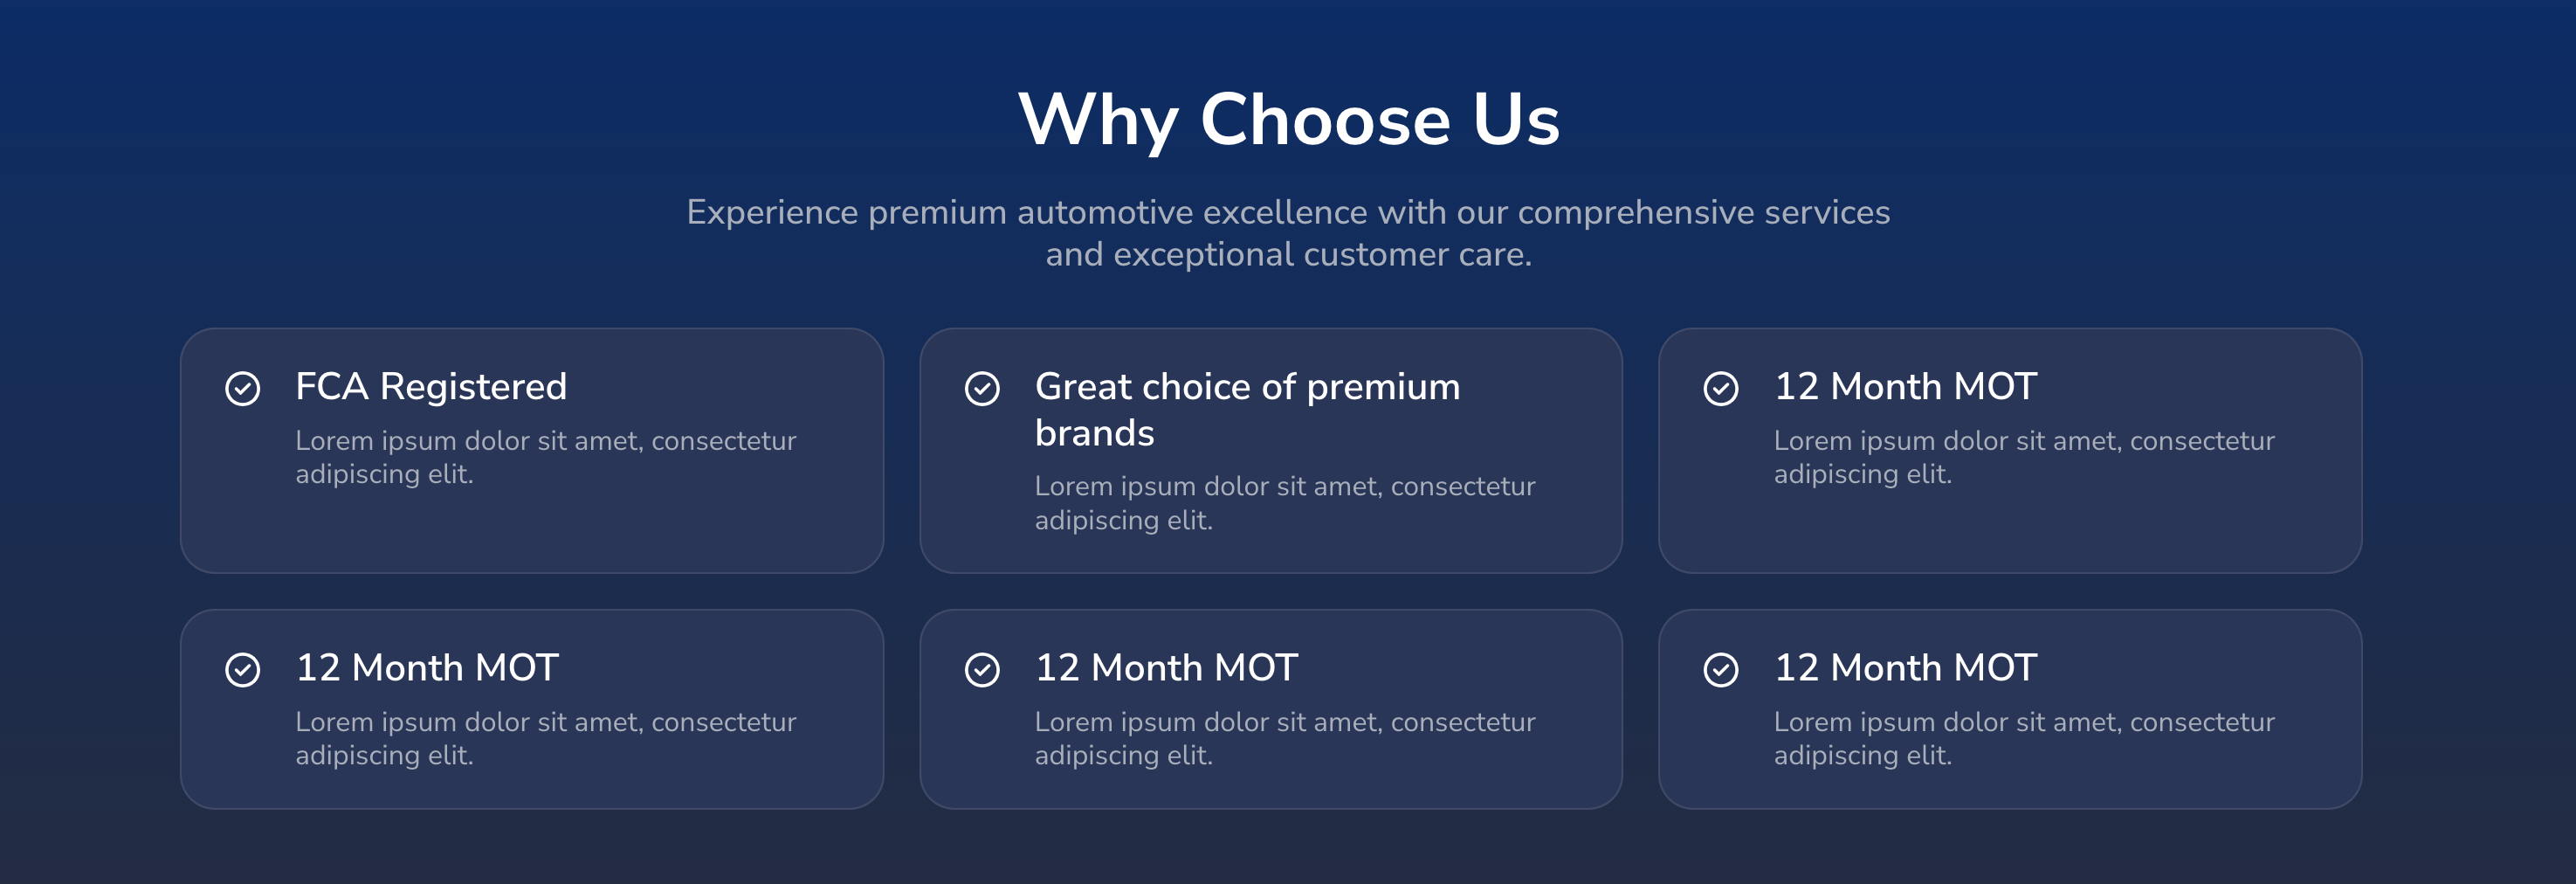 Why Choose Us
Experience premium automotive excellence with our comprehensive services
and exceptional customer care.
FCA Registered
Lorem ipsum dolor sit amet, consectetur
adipiscing elit.
Great choice of premium
brands
Lorem ipsum dolor sit amet, consectetur
adipiscing elit.
12 Month MOT
Lorem ipsum dolor sit amet, consectetur
adipiscing elit.
12 Month MOT
Lorem ipsum dolor sit amet, consectetur
adipiscing elit.
12 Month MOT
Lorem ipsum dolor sit amet, consectetur
adipiscing elit.
12 Month MOT
Lorem ipsum dolor sit amet, consectetur
adipiscing elit.